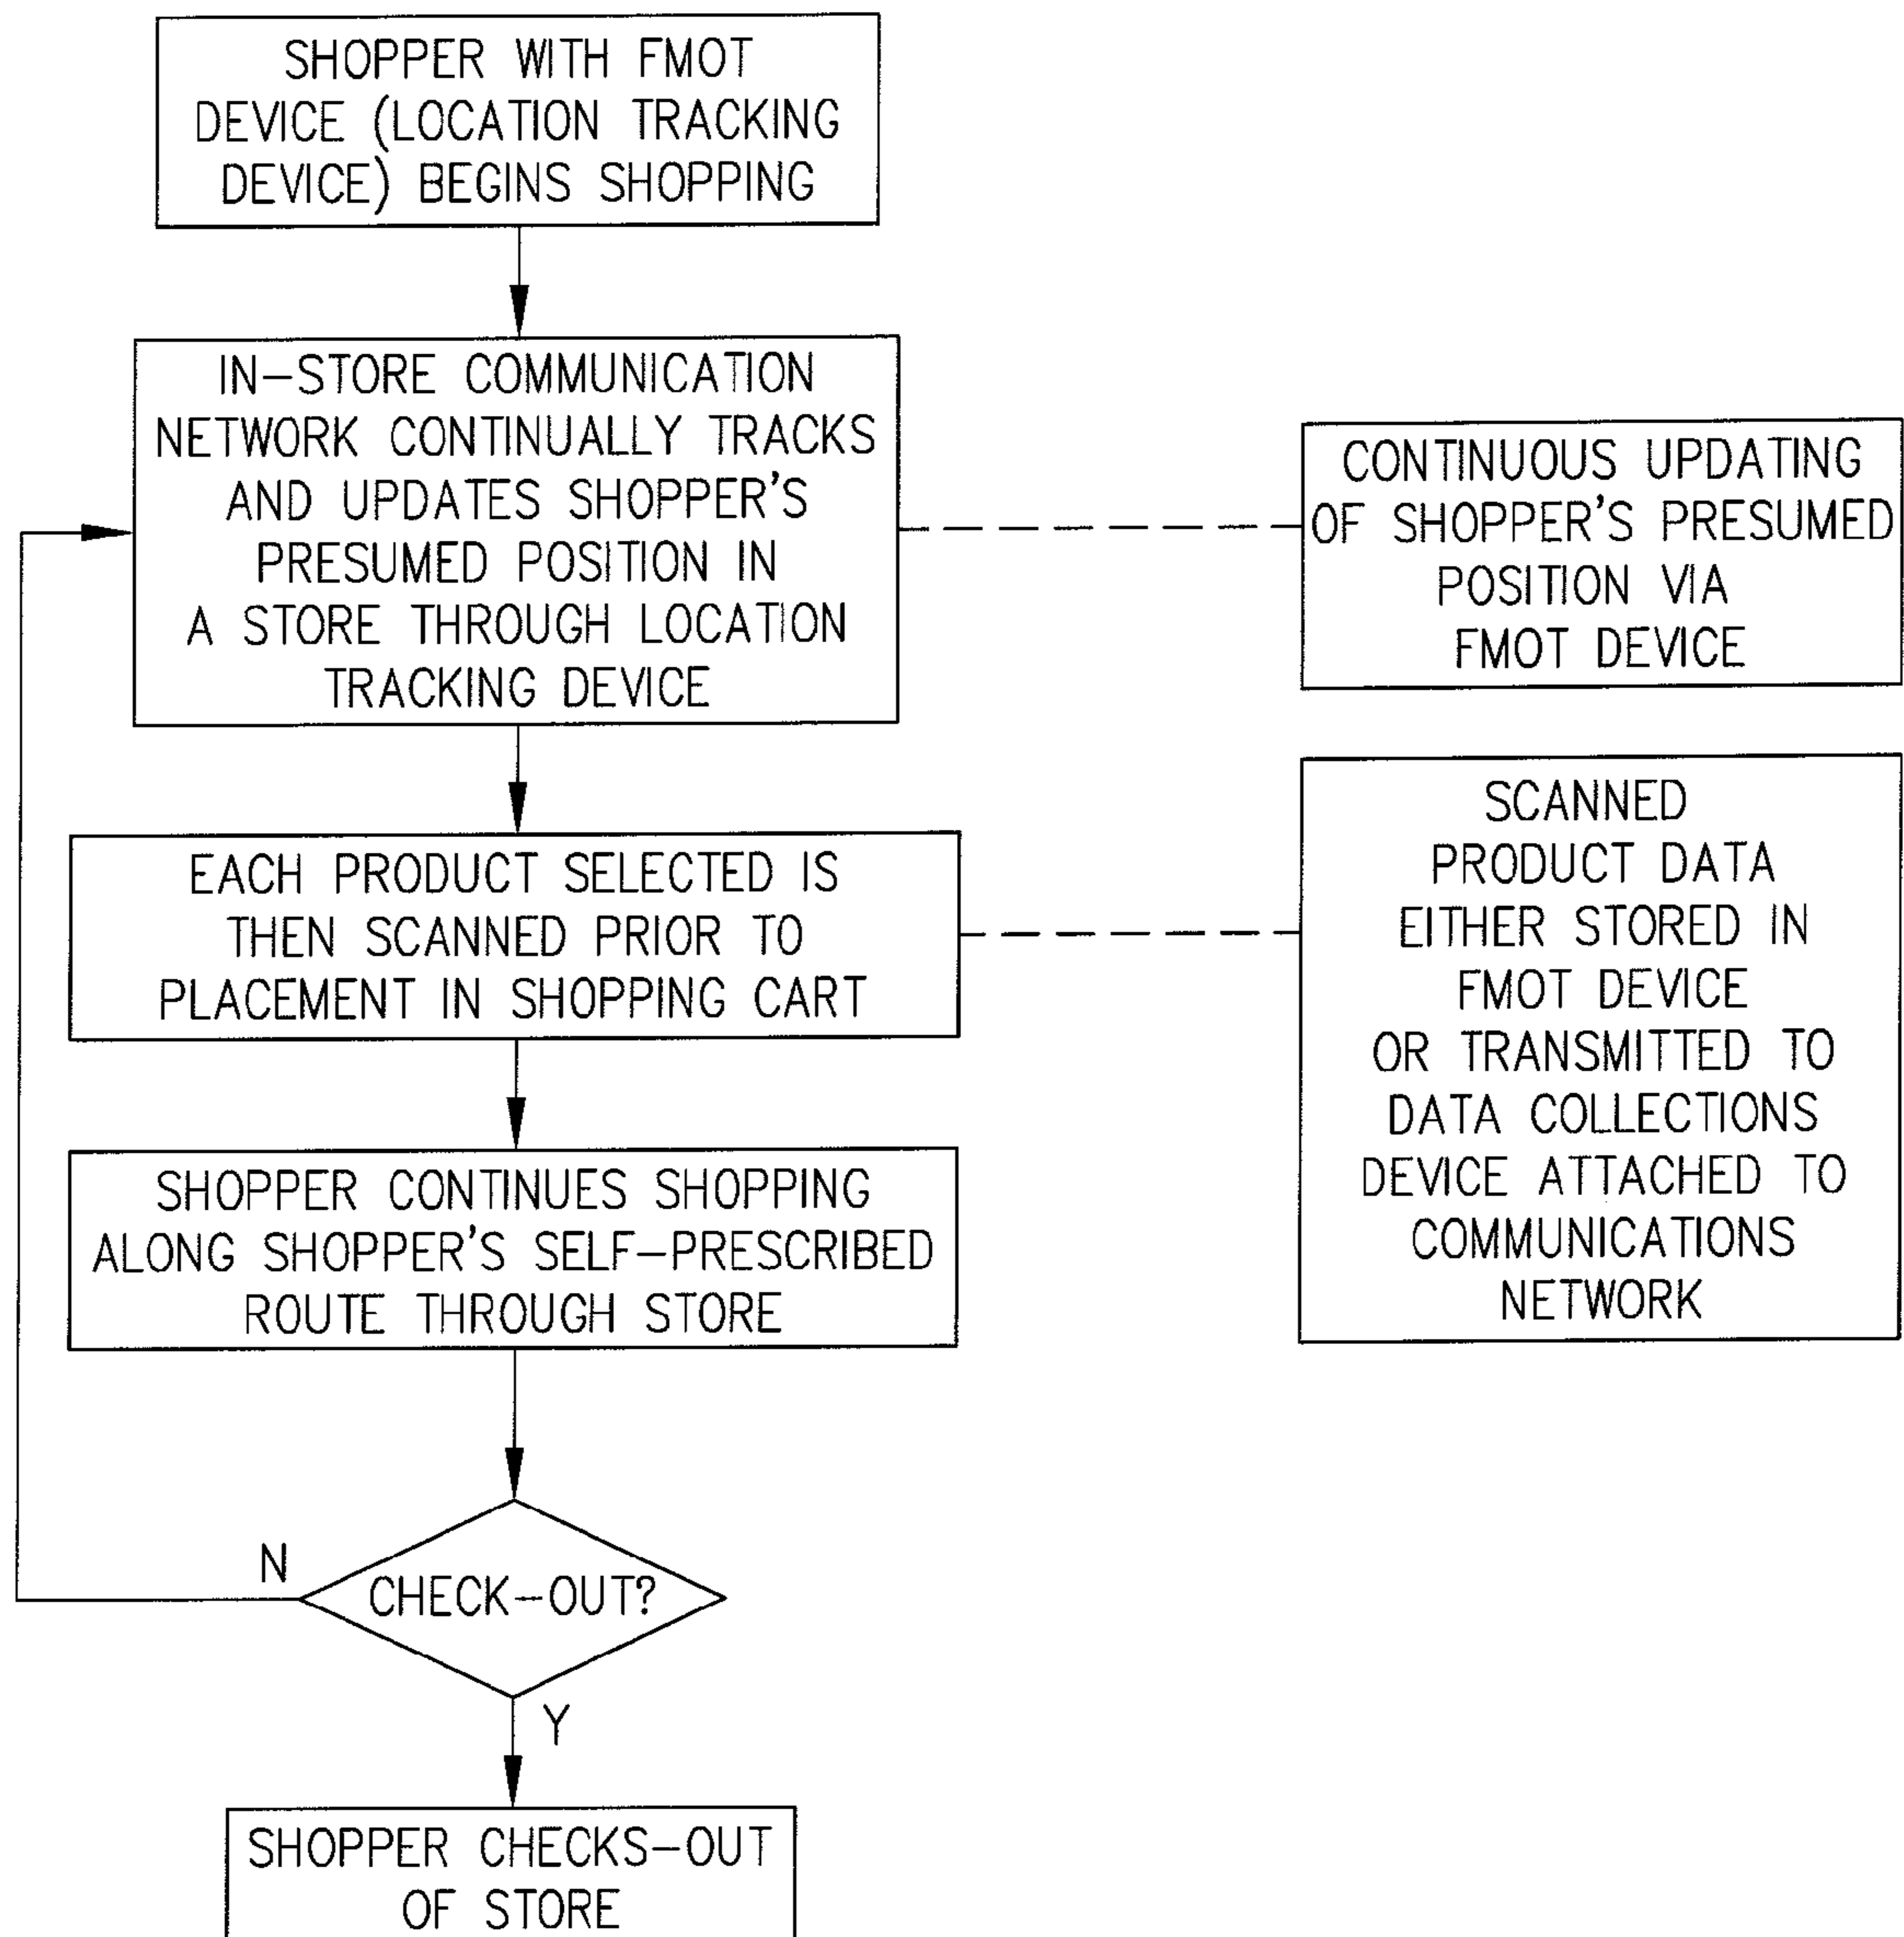 SHOPPER WITH FMOT
DEVICE (LOCATION TRACKING
DEVICE) BEGINS SHOPPING
IN-STORE COMMUNICATION
NETWORK CONTINUALLY TRACKS
AND UPDATES SHOPPER'S
PRESUMED POSITION IN
A STORE THROUGH LOCATION
TRACKING DEVICE
CONTINUOUS UPDATING
OF SHOPPER'S PRESUMED
POSITION VIA
FMOT DEVICE
EACH PRODUCT SELECTED IS
THEN SCANNED PRIOR TO
PLACEMENT IN SHOPPING CART
SCANNED
PRODUCT DATA
EITHER STORED IN
FMOT DEVICE
OR TRANSMITTED TO
DATA COLLECTIONS
DEVICE ATTACHED TO
COMMUNICATIONS
NETWORK
SHOPPER CONTINUES SHOPPING
ALONG SHOPPER'S SELF-PRESCRIBED
ROUTE THROUGH STORE
N
CHECK-OUT?
Y
SHOPPER CHECKS-OUT
OF STORE